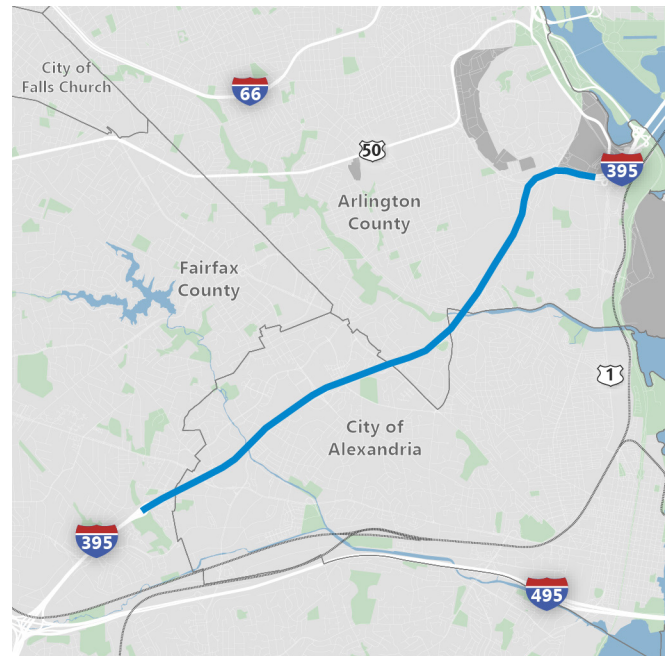 City of
Falls Church
66
50
395
Arlington
County
Fairfax
County
1
City of
Alexandria
395
495